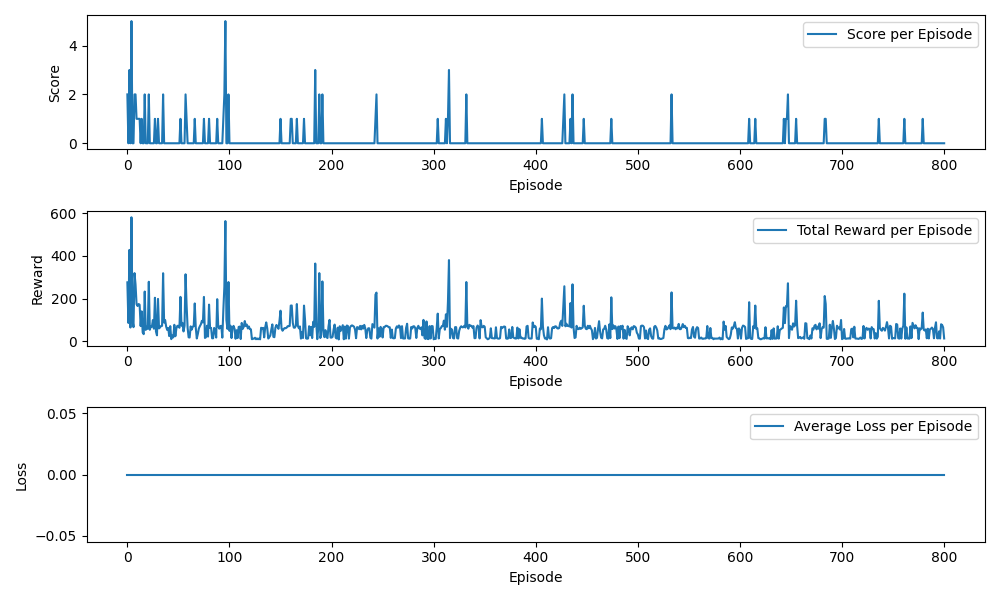 Score per Episode
4
2
0
Score
0 100 200 300 400 500 600 700 800
Episode
Total Reward per Episode
600
400
200
0
Reward
0 100 200 300 400 500 600 700 800
Episode
Average Loss per Episode
0.05
0.00
−0.05
Loss
0 100 200 300 400 500 600 700 800
Episode